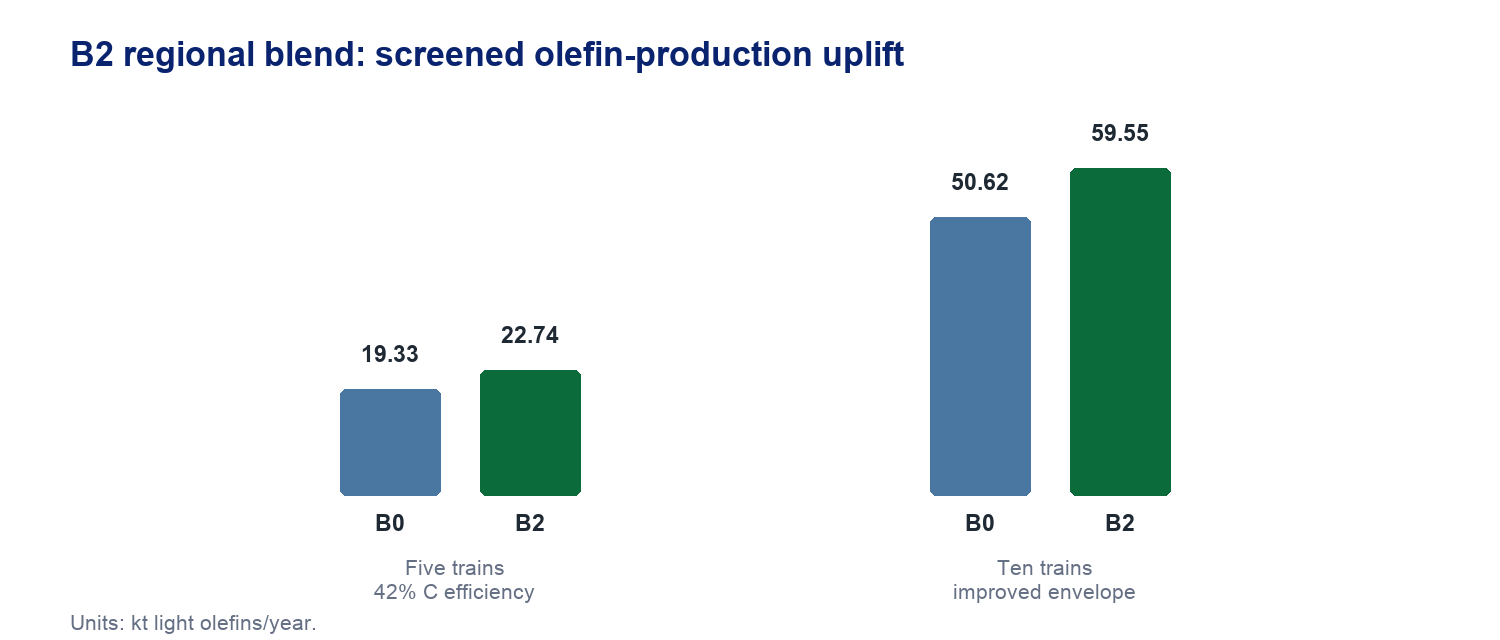 B2 regional blend: screened olefin-production uplift
19.33
22.74
50.62
59.55
B0
B2
B0
B2
Five trains
42% C efficiency
Ten trains
improved envelope
Units: kt light olefins/year.